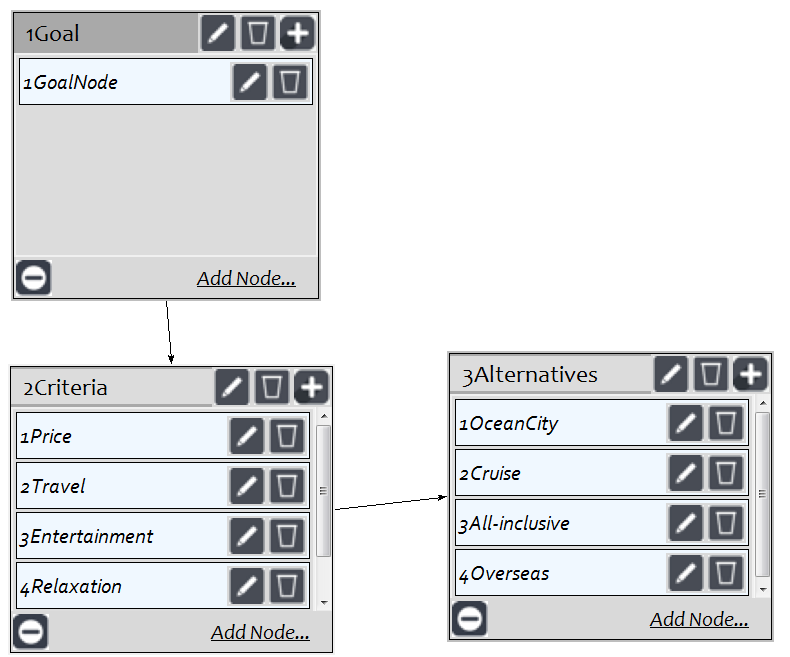 1Goal
1GoalNode
Add Node...
2Criteria
1Price
2Travel
3Entertainment
4Relaxation
Add Node...
3Alternatives
1OceanCity
2Cruise
3All-inclusive
4Overseas
Add Node...